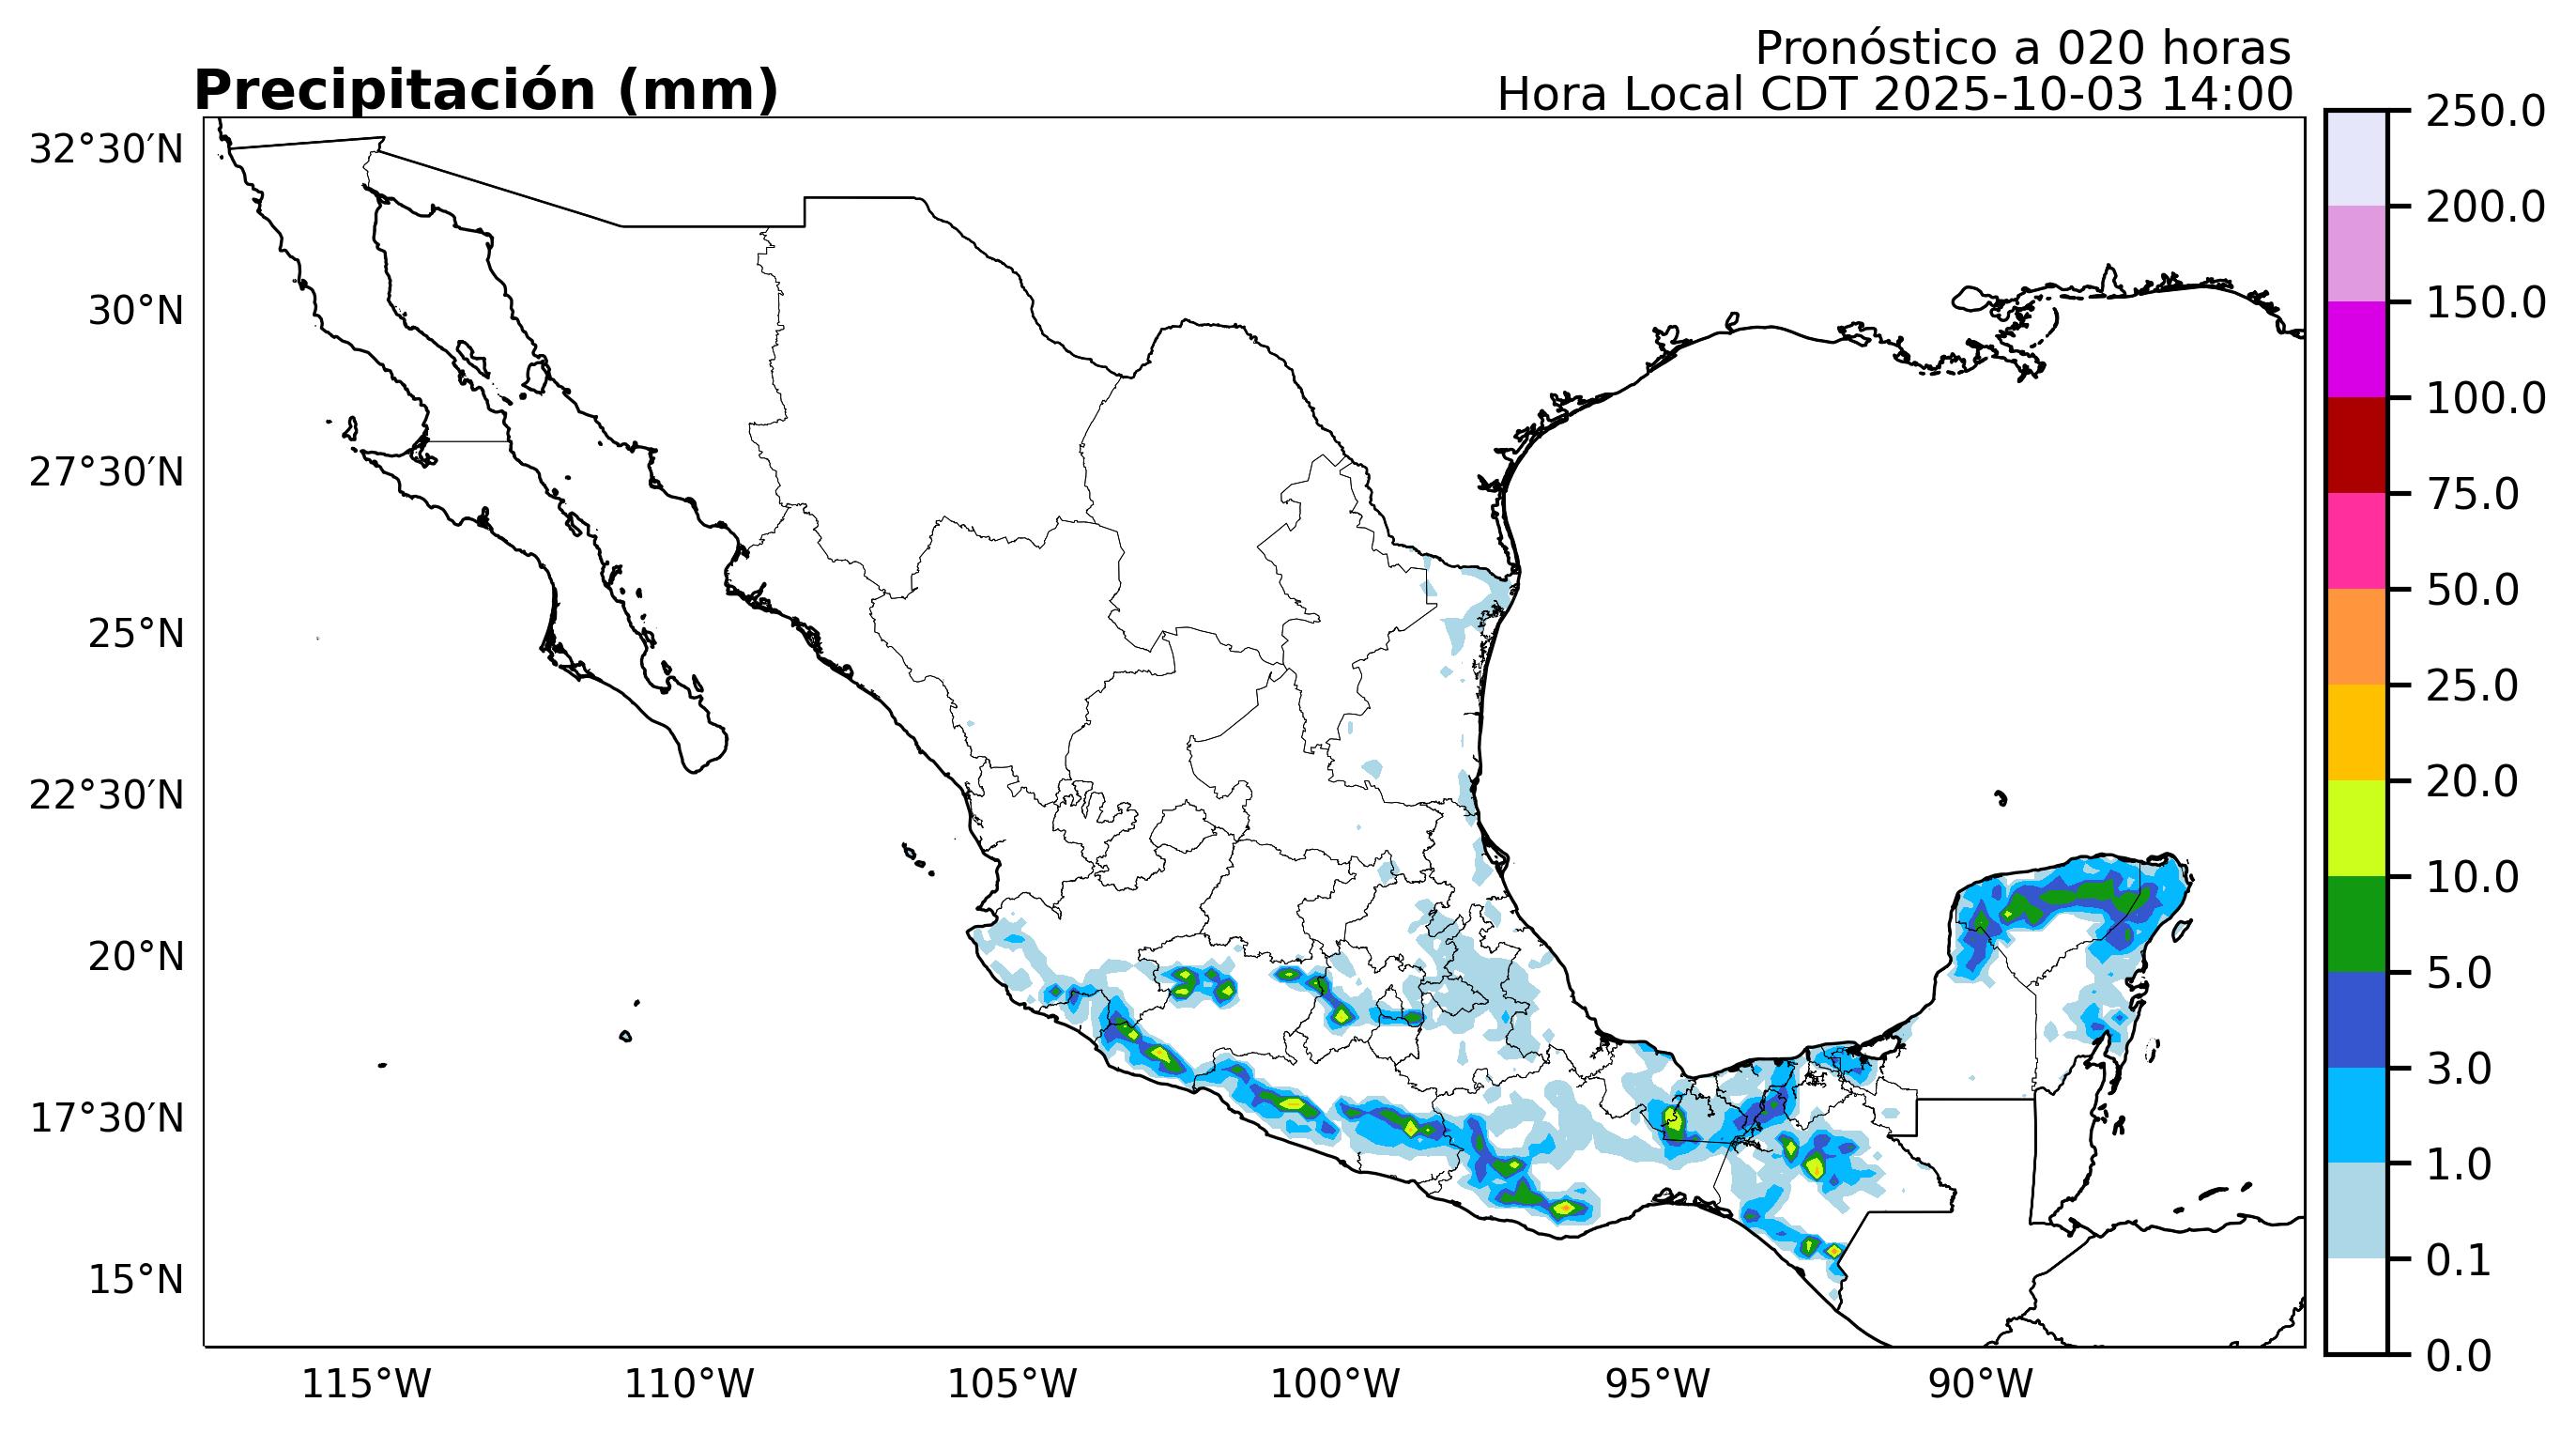 Pronóstico a 020 horas
Precipitación (mm)
Hora Local CDT 2025-10-03 14:00
32°30′N
30°N
27°30′N
25°N
22°30′N
20°N
17°30′N
15°N
115°W
110°W
105°W
100°W
95°W
90°W
250.0
200.0
150.0
100.0
75.0
50.0
25.0
20.0
10.0
5.0
3.0
1.0
0.1
0.0